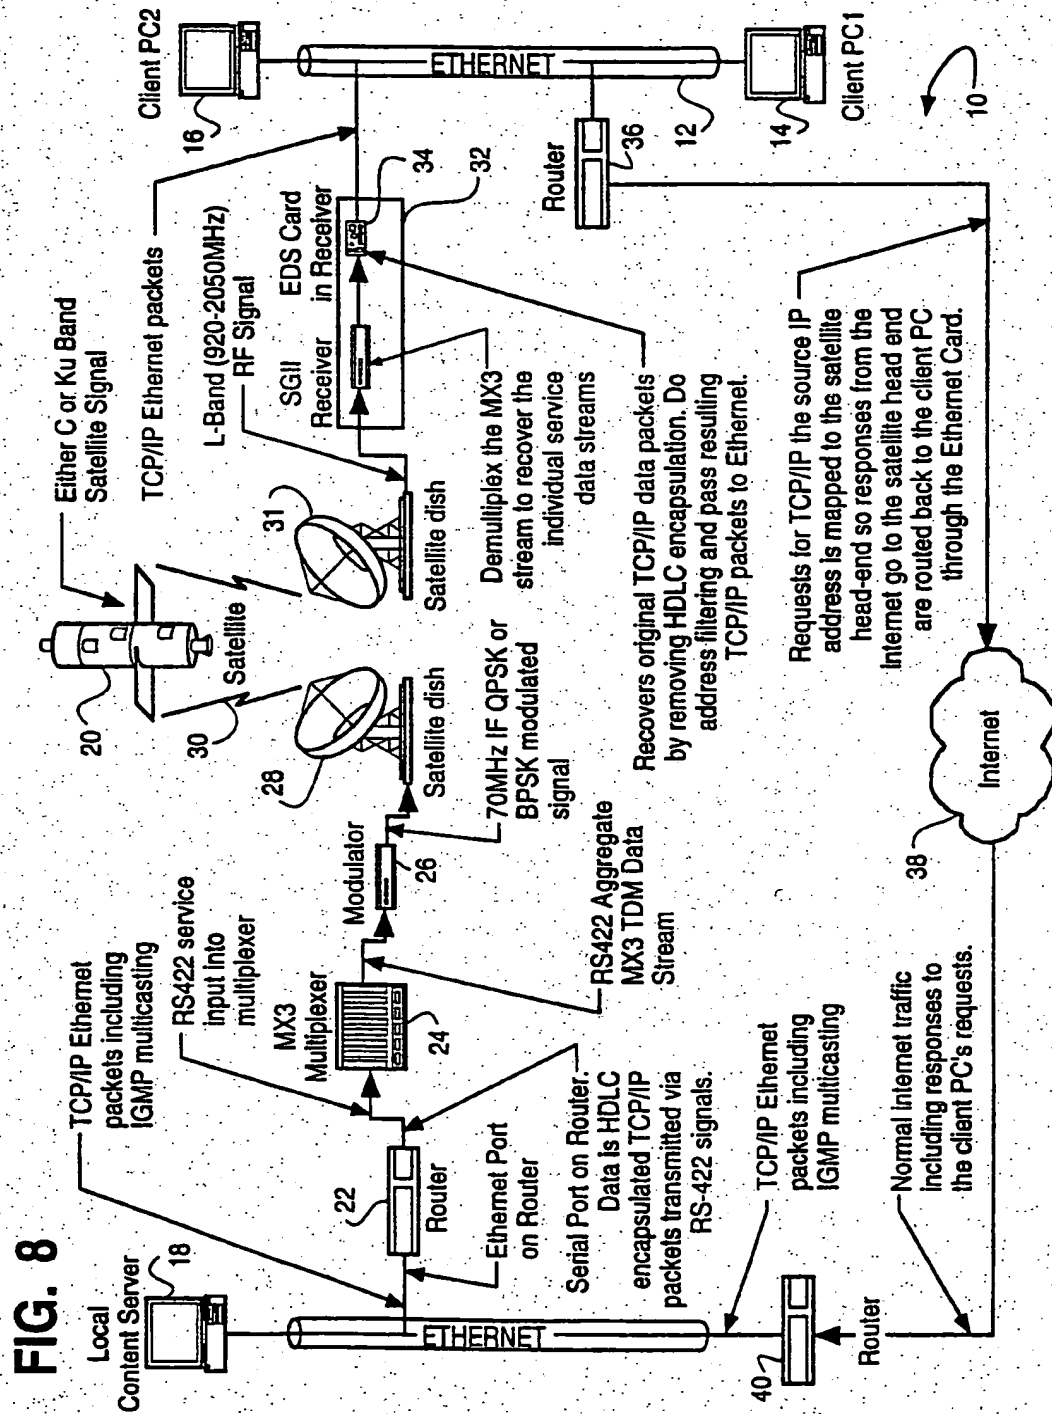 FIG. 8
Local
Content Server
18
TCP/IP Ethernet
packets including
IGMP multicasting
RS422 service
input into
multiplexer
ETHERNET
22
Router
Ethernet Port
on Router
Serial Port on Router.
Data is HDLC
encapsulated TCP/IP
packets transmitted via
RS-422 signals.
MX3
Multiplexer
24
RS422 Aggregate
MX3 TDM Data
Stream
Modulator
26
70MHz IF QPSK or
BPSK modulated
signal
28
Satellite dish
30
20
Satellite
Either C or Ku Band
Satellite Signal
31
Satellite dish
TCP/IP Ethernet packets
L-Band (920-2050MHz)
RF Signal
SGII
Receiver
EDS Card
in Receiver
34
32
Demultiplex the MX3
stream to recover the
individual service
data streams
Recovers original TCP/IP data packets
by removing HDLC encapsulation. Do
address filtering and pass resulting
TCP/IP packets to Ethernet.
Client PC2
16
ETHERNET
Router
36
12
14
Client PC1
10
Requests for TCP/IP the source IP
address is mapped to the satellite
head-end so responses from the
Internet go to the satellite head end
are routed back to the client PC
through the Ethernet Card.
Internet
38
TCP/IP Ethernet
packets including
IGMP multicasting
40
Router
Normal Internet traffic
including responses to
the client PC's requests.